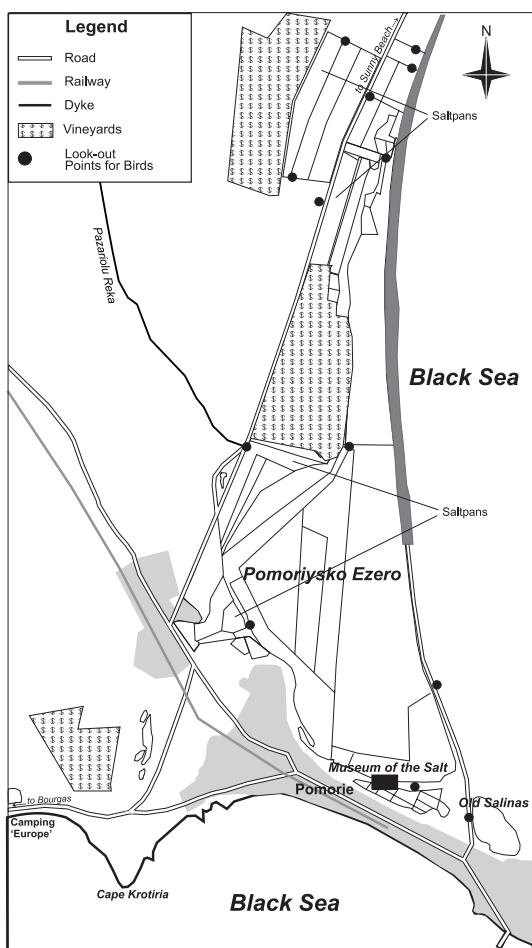 Legend
Road
Railway
Dyke
Vineyards
Look-out
Points for Birds
N
to Sunny Beach→
Saltpans
Pazariolu Reka
Black Sea
Saltpans
Pomoriysko Ezero
Museum of the Salt
Pomorie
Old Salinas
to Bourgas
Camping
'Europe'
Cape Krotiria
Black Sea